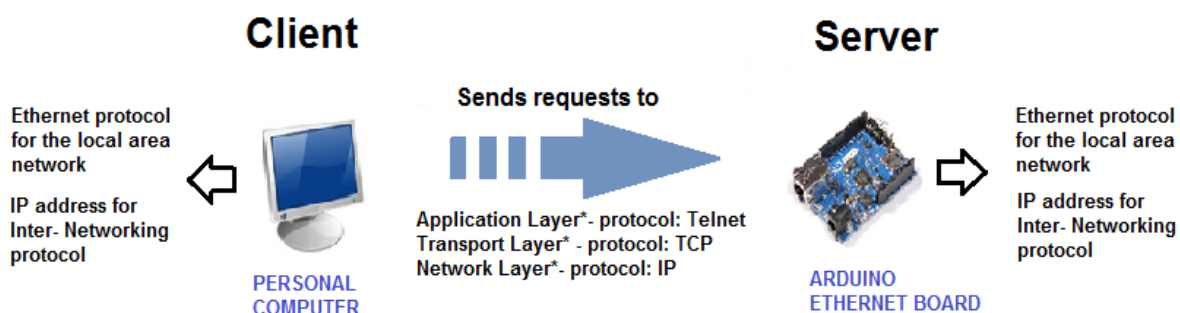 Client
Server
Sends requests to
Ethernet protocol
for the local area
network
IP address for
Inter- Networking
protocol
PERSONAL
COMPUTER
Application Layer*- protocol: Telnet
Transport Layer* - protocol: TCP
Network Layer*- protocol: IP
ARDUINO
ETHERNET BOARD
Ethernet protocol
for the local area
network
IP address for
Inter- Networking
protocol